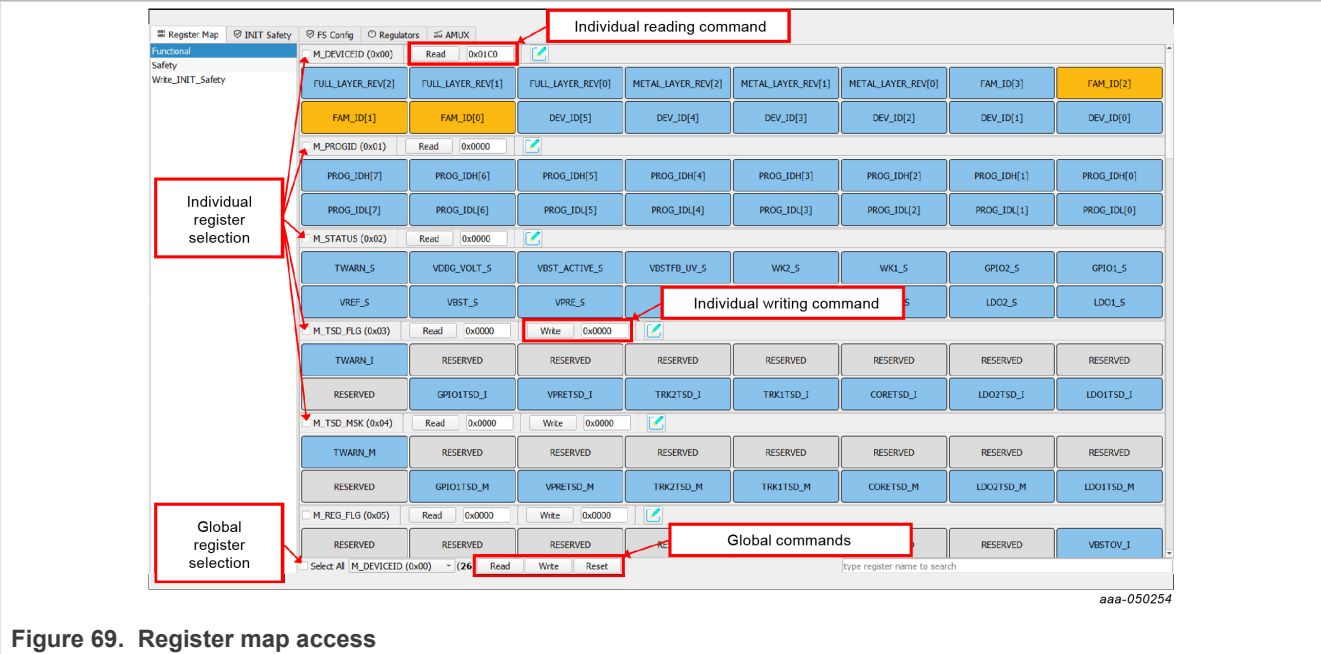 Individual reading command
Register Map INIT Safety FS Config Regulators AMUX
Functional
Safety
Write_INIT_Safety
M_DEVICEID (0x00) Read 0x01C0
FULL_LAYER_REV[2] FULL_LAYER_REV[1] FULL_LAYER_REV[0] METAL_LAYER_REV[2] METAL_LAYER_REV[1] METAL_LAYER_REV[0] FAM_ID[3] FAM_ID[2]
FAM_ID[1] FAM_ID[0] DEV_ID[5] DEV_ID[4] DEV_ID[3] DEV_ID[2] DEV_ID[1] DEV_ID[0]
M_PROGID (0x01) Read 0x0000
PROG_IDH[7] PROG_IDH[6] PROG_IDH[5] PROG_IDH[4] PROG_IDH[3] PROG_IDH[2] PROG_IDH[1] PROG_IDH[0]
PROG_IDL[7] PROG_IDL[6] PROG_IDL[5] PROG_IDL[4] PROG_IDL[3] PROG_IDL[2] PROG_IDL[1] PROG_IDL[0]
Individual
register
selection
M_STATUS (0x02) Read 0x0000
TWARN_S VDBG_VOLT_S VBST_ACTIVE_S VBSTFB_UV_S WK2_S WK1_S GPIO2_S GPIO1_S
VREF_S VBST_S VPRE_S S LDO2_S LDO1_S
Individual writing command
M_TSD_FLG (0x03) Read 0x0000 Write 0x0000
TWARN_I RESERVED RESERVED RESERVED RESERVED RESERVED RESERVED RESERVED
RESERVED GPIO1TSD_I VPRETSD_I TRK2TSD_I TRK1TSD_I CORETSD_I LDO2TSD_I LDO1TSD_I
M_TSD_MSK (0x04) Read 0x0000 Write 0x0000
TWARN_M RESERVED RESERVED RESERVED RESERVED RESERVED RESERVED RESERVED
RESERVED GPIO1TSD_M VPRETSD_M TRK2TSD_M TRK1TSD_M CORETSD_M LDO2TSD_M LDO1TSD_M
M_REG_FLG (0x05) Read 0x0000 Write 0x0000
RESERVED RESERVED RESERVED RE RESERVED VBSTOV_I
Global
register
selection
Global commands
Select All M_DEVICEID (0x00) (26 Read Write Reset type register name to search
aaa-050254
Figure 69. Register map access